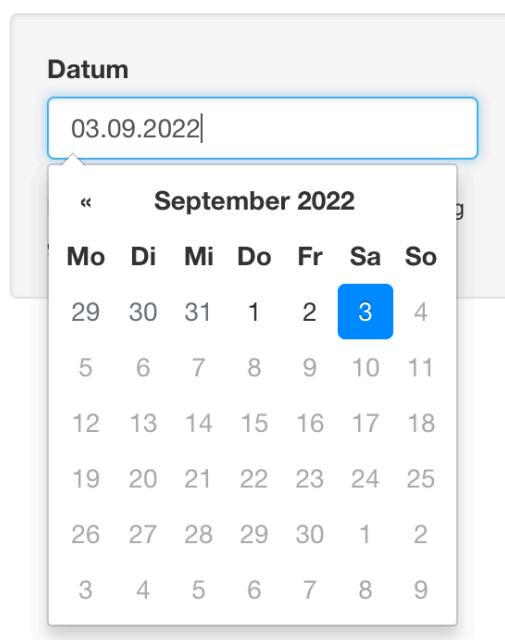 Datum
03.09.2022
« September 2022
g
Mo Di Mi Do Fr Sa So
29 30 31 1 2 3 4
5 6 7 8 9 10 11
12 13 14 15 16 17 18
19 20 21 22 23 24 25
26 27 28 29 30 1 2
3 4 5 6 7 8 9